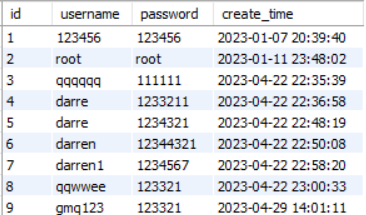 id username password create_time
1 123456 123456 2023-01-07 20:39:40
2 root root 2023-01-11 23:48:02
3 qqqqqq 111111 2023-04-22 22:35:39
4 darre 1233211 2023-04-22 22:36:58
5 darre 1234321 2023-04-22 22:48:19
6 darren 12344321 2023-04-22 22:50:08
7 darren1 1234567 2023-04-22 22:58:20
8 qqwwee 123321 2023-04-22 23:00:33
9 gmq123 123321 2023-04-29 14:01:11